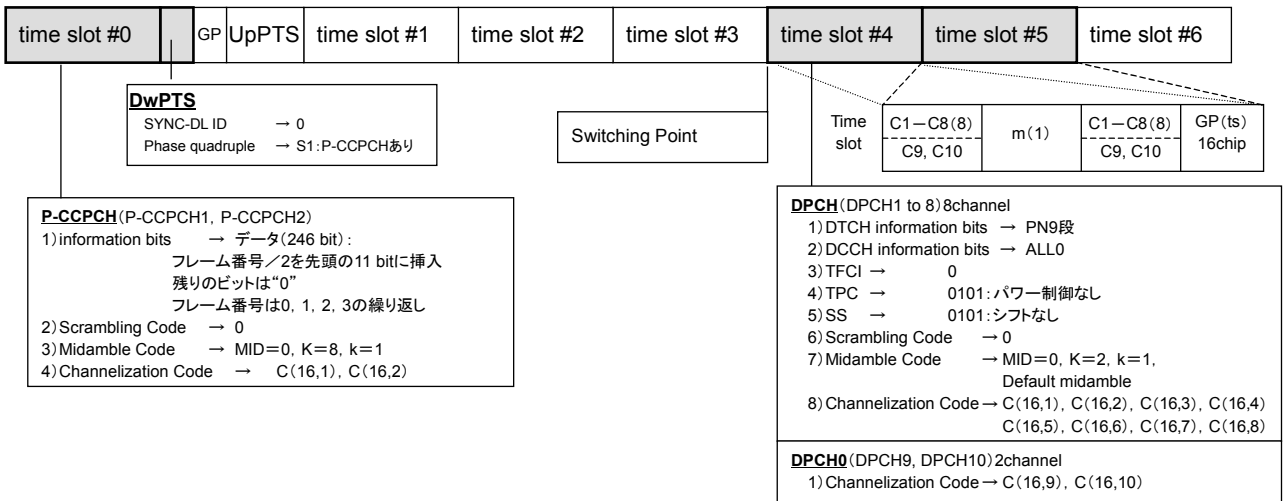 time slot #0 GP UpPTS time slot #1 time slot #2 time slot #3 time slot #4 time slot #5 time slot #6
DwPTS
SYNC-DL ID → 0
Phase quadruple → S1:P-CCPCHあり
Switching Point
Time slot
C1-C8(8)
C9, C10
m(1)
C1-C8(8)
C9, C10
GP(ts)
16chip
P-CCPCH(P-CCPCH1, P-CCPCH2)
1)information bits → データ(246 bit):
フレーム番号/2を先頭の11 bitに挿入
残りのビットは“0”
フレーム番号は0, 1, 2, 3の繰り返し
2)Scrambling Code → 0
3)Midamble Code → MID=0, K=8, k=1
4)Channelization Code → C(16,1), C(16,2)
DPCH(DPCH1 to 8)8channel
1)DTCH information bits → PN9段
2)DCCH information bits → ALL0
3)TFCI → 0
4)TPC → 0101:パワー制御なし
5)SS → 0101:シフトなし
6)Scrambling Code → 0
7)Midamble Code → MID=0, K=2, k=1,
Default midamble
8)Channelization Code → C(16,1), C(16,2), C(16,3), C(16,4)
C(16,5), C(16,6), C(16,7), C(16,8)
DPCH0(DPCH9, DPCH10)2channel
1)Channelization Code → C(16,9), C(16,10)